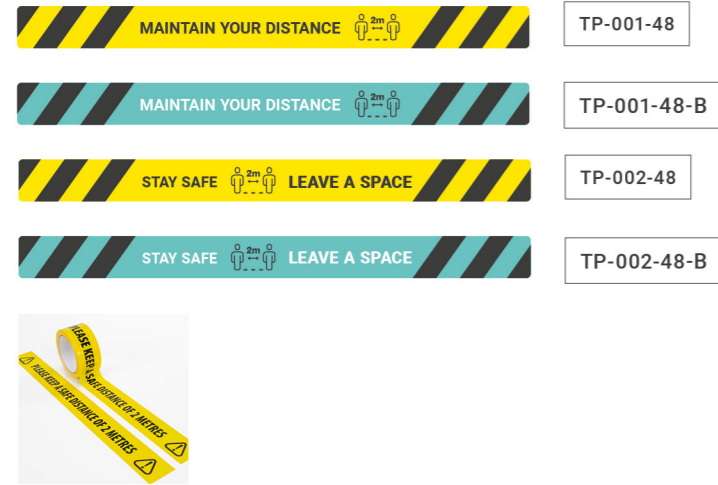 MAINTAIN YOUR DISTANCE 2m
TP-001-48
MAINTAIN YOUR DISTANCE 2m
TP-001-48-B
STAY SAFE 2m LEAVE A SPACE
TP-002-48
STAY SAFE 2m LEAVE A SPACE
TP-002-48-B
PLEASE KEEP A SAFE DISTANCE OF 2 METRES
PLEASE KEEP A SAFE DISTANCE OF 2 METRES